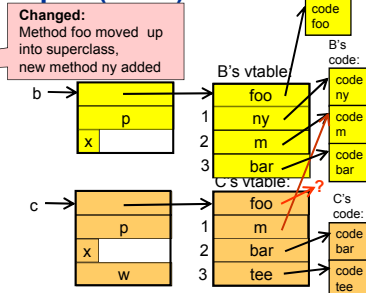 Changed:
Method foo moved up
into superclass,
new method ny added
code
foo
B's
code:
B's vtable:
b
foo
code
ny
p
1
ny
x
2
m
code
m
3
bar
code
bar
C's vtable:
?
c
foo
C's
code:
p
1
m
x
2
bar
code
bar
w
3
tee
code
tee